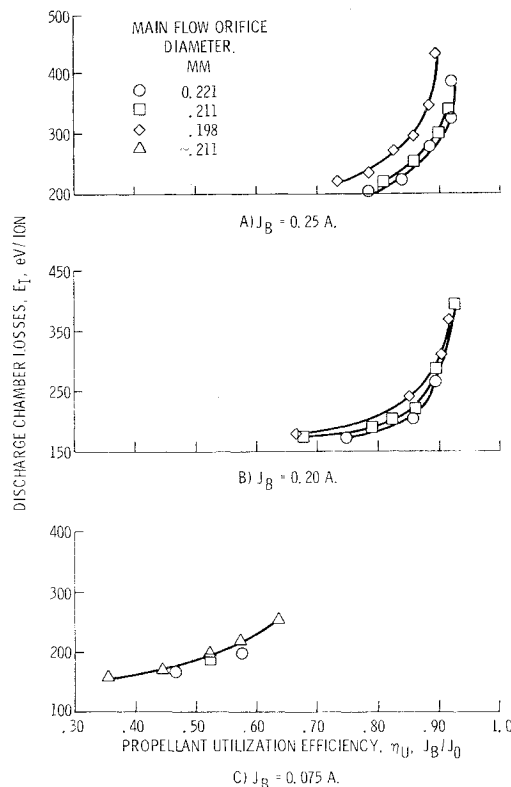 MAIN FLOW ORIFICE
DIAMETER,
MM
0.221
.211
.198
~.211
500
400
300
200
A) J_B = 0.25 A.
DISCHARGE CHAMBER LOSSES, E_I, eV/ION
450
350
250
150
B) J_B = 0.20 A.
400
300
200
100
.30 .40 .50 .60 .70 .80 .90 1.0
PROPELLANT UTILIZATION EFFICIENCY, η_U, J_B/J_0
C) J_B = 0.075 A.